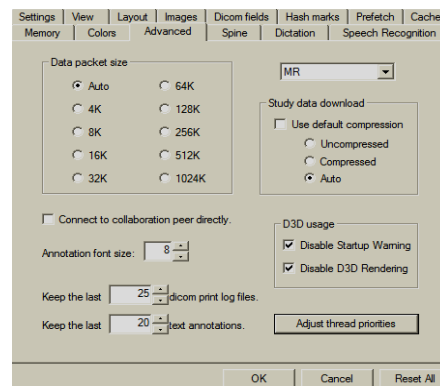 Settings View Layout Images Dicom fields Hash marks Prefetch Cache
Memory Colors Advanced Spine Dictation Speech Recognition
Data packet size
Auto 64K
4K 128K
8K 256K
16K 512K
32K 1024K
MR
Study data download
Use default compression
Uncompressed
Compressed
Auto
Connect to collaboration peer directly.
Annotation font size: 8
Keep the last 25 dicom print log files.
Keep the last 20 text annotations.
D3D usage
Disable Startup Warning
Disable D3D Rendering
Adjust thread priorities
OK Cancel Reset All